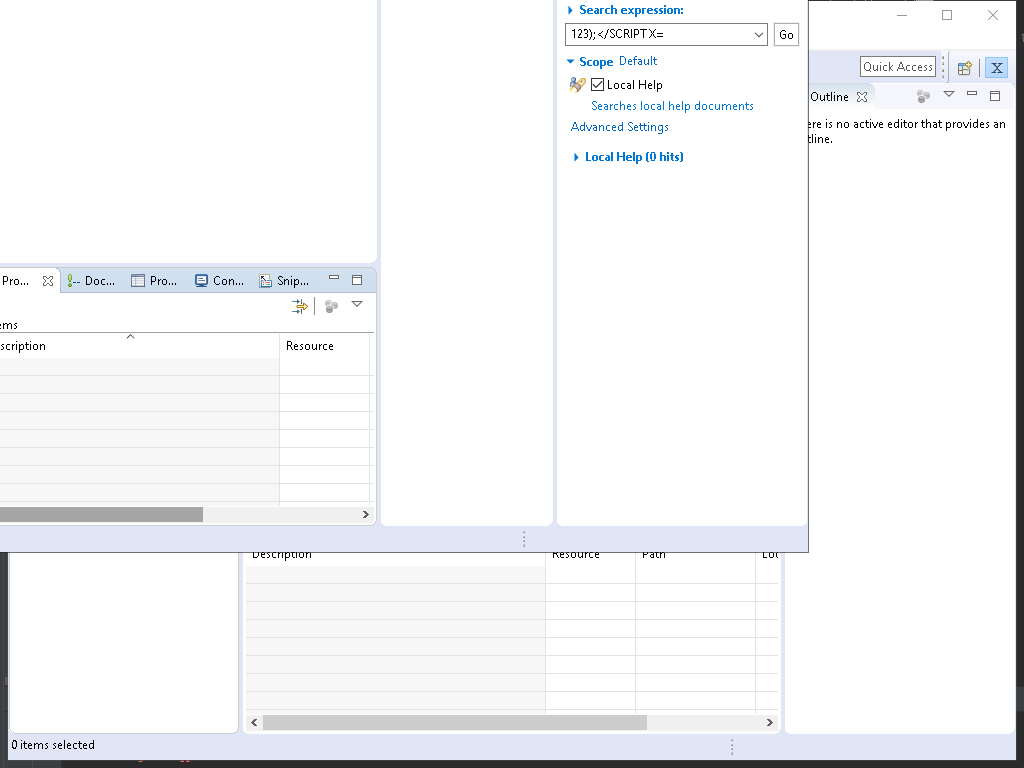 Search expression:
123);</SCRIPT X=
Go
Scope Default
Local Help
Searches local help documents
Advanced Settings
Local Help (0 hits)
Quick Access
X
Outline
ere is no active editor that provides an
tline.
Pro...
Doc...
Pro...
Con...
Snip...
ems
scription
Resource
Description
Resource
Path
Loc
0 items selected